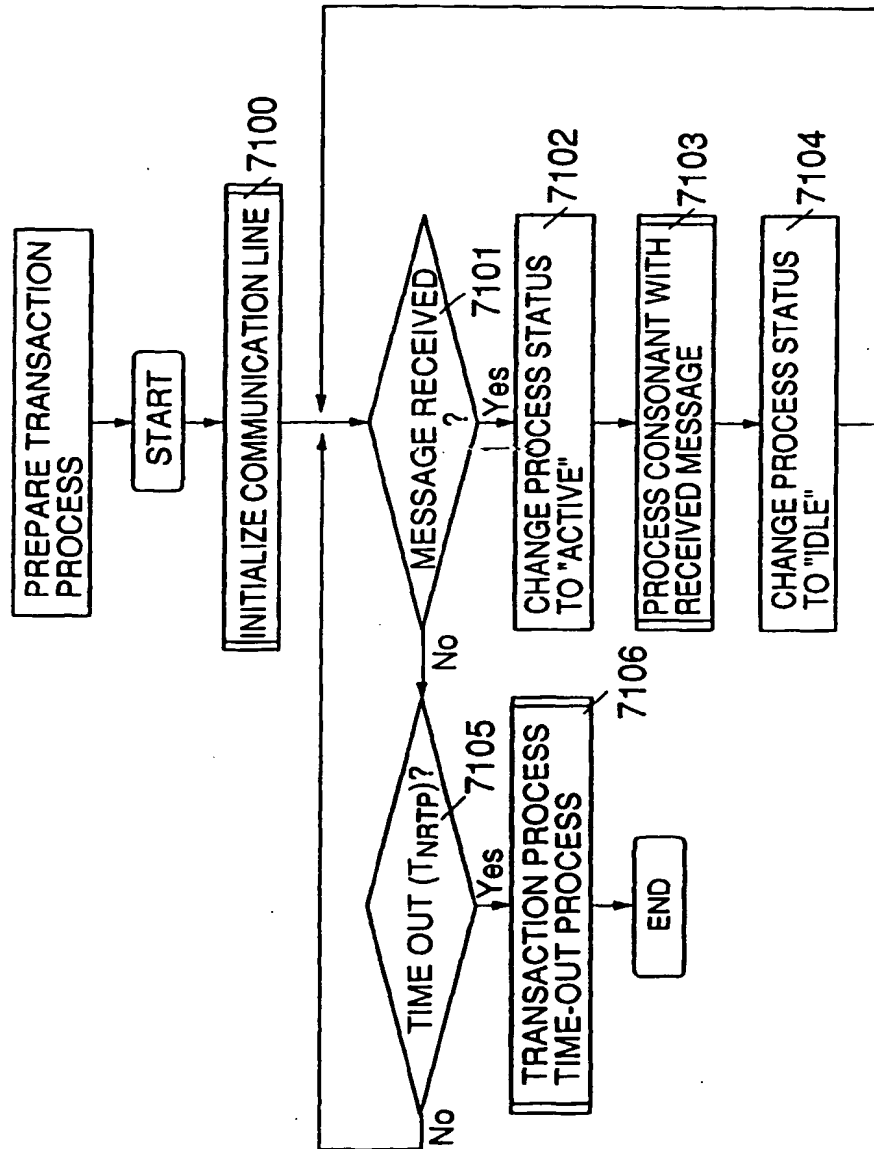 PREPARE TRANSACTION
PROCESS
START
INITIALIZE COMMUNICATION LINE
7100
MESSAGE RECEIVED
?
7101
Yes
No
CHANGE PROCESS STATUS
TO "ACTIVE"
7102
PROCESS CONSONANT WITH
RECEIVED MESSAGE
7103
CHANGE PROCESS STATUS
TO "IDLE"
7104
TIME OUT (TNRTP)?
7105
Yes
No
TRANSACTION PROCESS
TIME-OUT PROCESS
7106
END